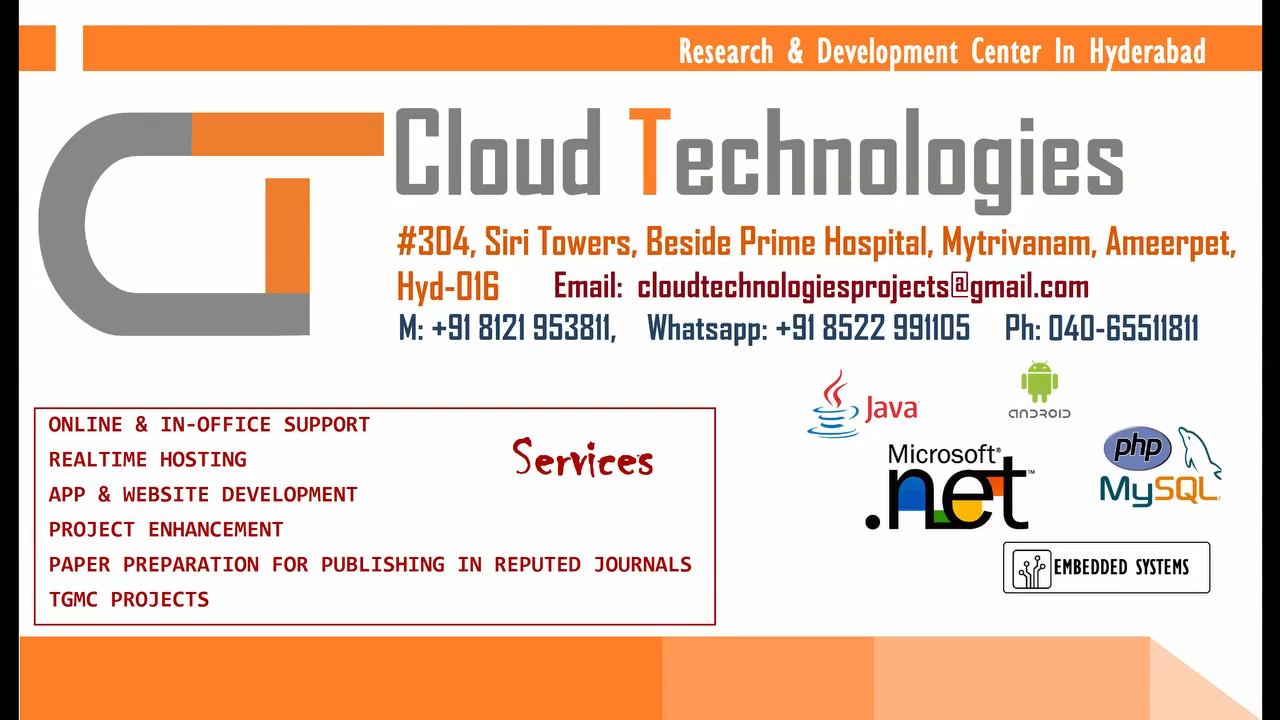 Research & Development Center In Hyderabad
Cloud Technologies
#304, Siri Towers, Beside Prime Hospital, Mytrivanam, Ameerpet,
Hyd-016 Email: cloudtechnologiesprojects@gmail.com
M: +91 8121 953811, Whatsapp: +91 8522 991105 Ph: 040-65511811
ONLINE & IN-OFFICE SUPPORT
REALTIME HOSTING
APP & WEBSITE DEVELOPMENT
PROJECT ENHANCEMENT
PAPER PREPARATION FOR PUBLISHING IN REPUTED JOURNALS
TGMC PROJECTS
Services
Java™
ANDROID
Microsoft®
.net™
php
MySQL®
EMBEDDED SYSTEMS